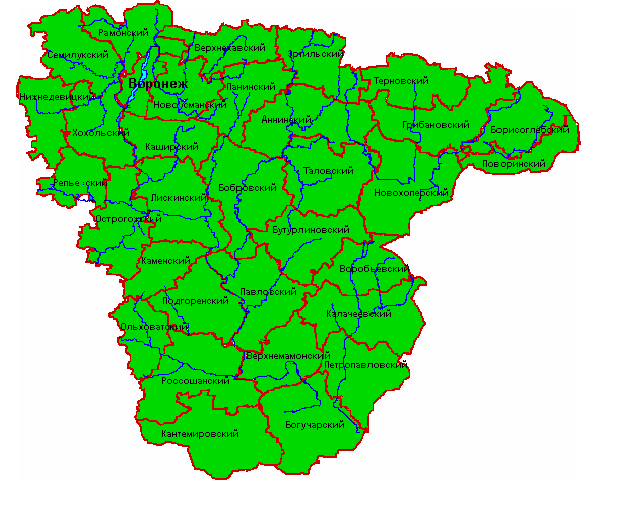 Рамонский
Верхнехавский
Семилукский
Эртильский
Терновский
Воронеж
Панинский
Нижнедевицкий
Новоусманский
Аннинский
Грибановский
Борисоглебский
Хохольский
Каширский
Поворинский
Таловский
Репьевский
Бобровский
Новохоперский
Лискинский
Острогожский
Бутурлиновский
Каменский
Воробьевский
Павловский
Подгоренский
Калачеевский
Ольховатский
Верхнемамонский
Петропавловский
Россошанский
Богучарский
Кантемировский